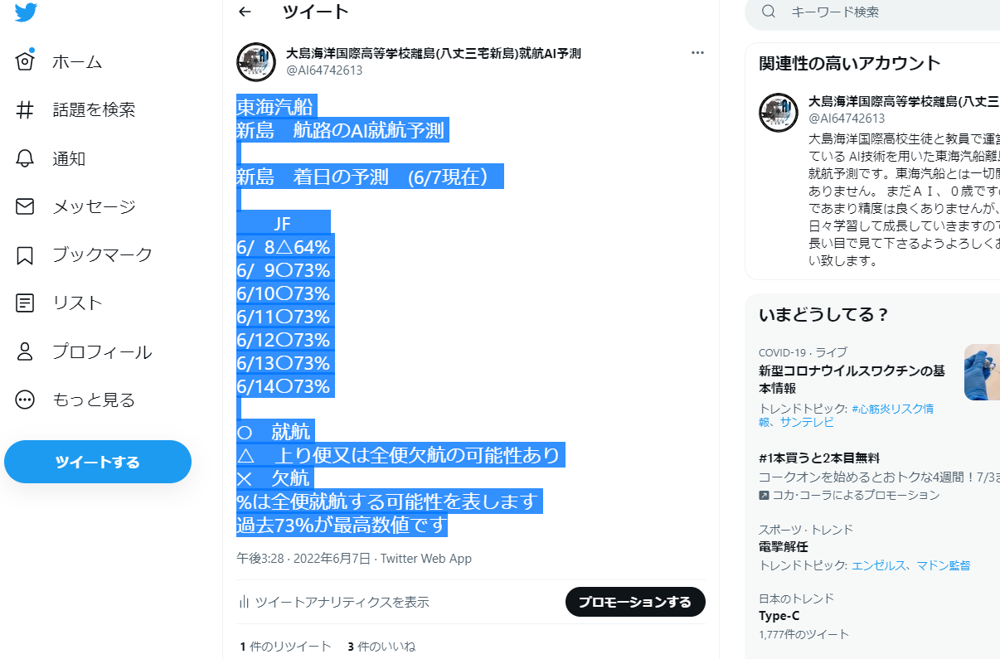 ホーム
話題を検索
通知
メッセージ
ブックマーク
リスト
プロフィール
もっと見る
ツイートする
ツイート
大島海洋国際高等学校離島(八丈三宅新島)就航AI予測
@AI64742613
東海汽船
新島　航路のAI就航予測
新島　着日の予測　(6/7現在）
JF
6/  8△64%
6/  9〇73%
6/10〇73%
6/11〇73%
6/12〇73%
6/13〇73%
6/14〇73%
○　就航
△　上り便又は全便欠航の可能性あり
×　欠航
%は全便就航する可能性を表します
過去73%が最高数値です
午後3:28 · 2022年6月7日 · Twitter Web App
ツイートアナリティクスを表示
プロモーションする
1 件のリツイート 3 件のいいね
キーワード検索
関連性の高いアカウント
大島海洋国際高等学校離島(八丈三
@AI64742613
大島海洋国際高校生徒と教員で運営
ている AI技術を用いた東海汽船離
就航予測です。東海汽船とは一切
ありません。 まだＡＩ、０歳です
であまり精度は良くありませんが、
日々学習して成長していきますので
長い目で見て下さるようよろしくお
い致します。
いまどうしてる？
COVID-19 · ライブ
新型コロナウイルスワクチンの基
本情報
トレンドトピック: #心筋炎リスク情
報、サンテレビ
#1本買うと2本目無料
コークオンを始めるとおトクな4週間！7/3
コカ･コーラによるプロモーション
スポーツ · トレンド
電撃解任
トレンドトピック: エンゼルス、マドン監督
日本のトレンド
Type-C
1,777件のツイート